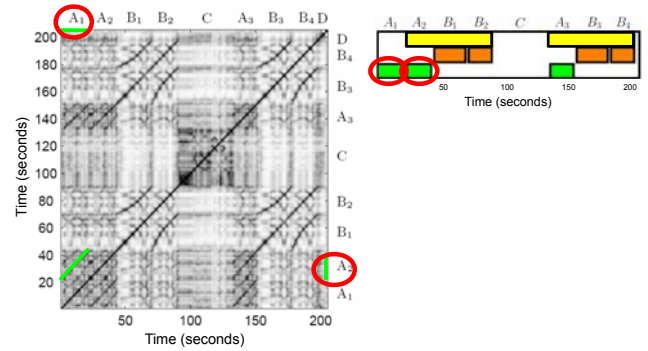 A₁ A₂ B₁ B₂ C A₃ B₃ B₄ D
200
180
160
140
120
100
80
60
40
20
Time (seconds)
D
B₄
B₃
A₃
C
B₂
B₁
A₂
A₁
50 100 150 200
Time (seconds)
A₁ A₂ B₁ B₂ C A₃ B₃ B₄
50 100 150 200
Time (seconds)